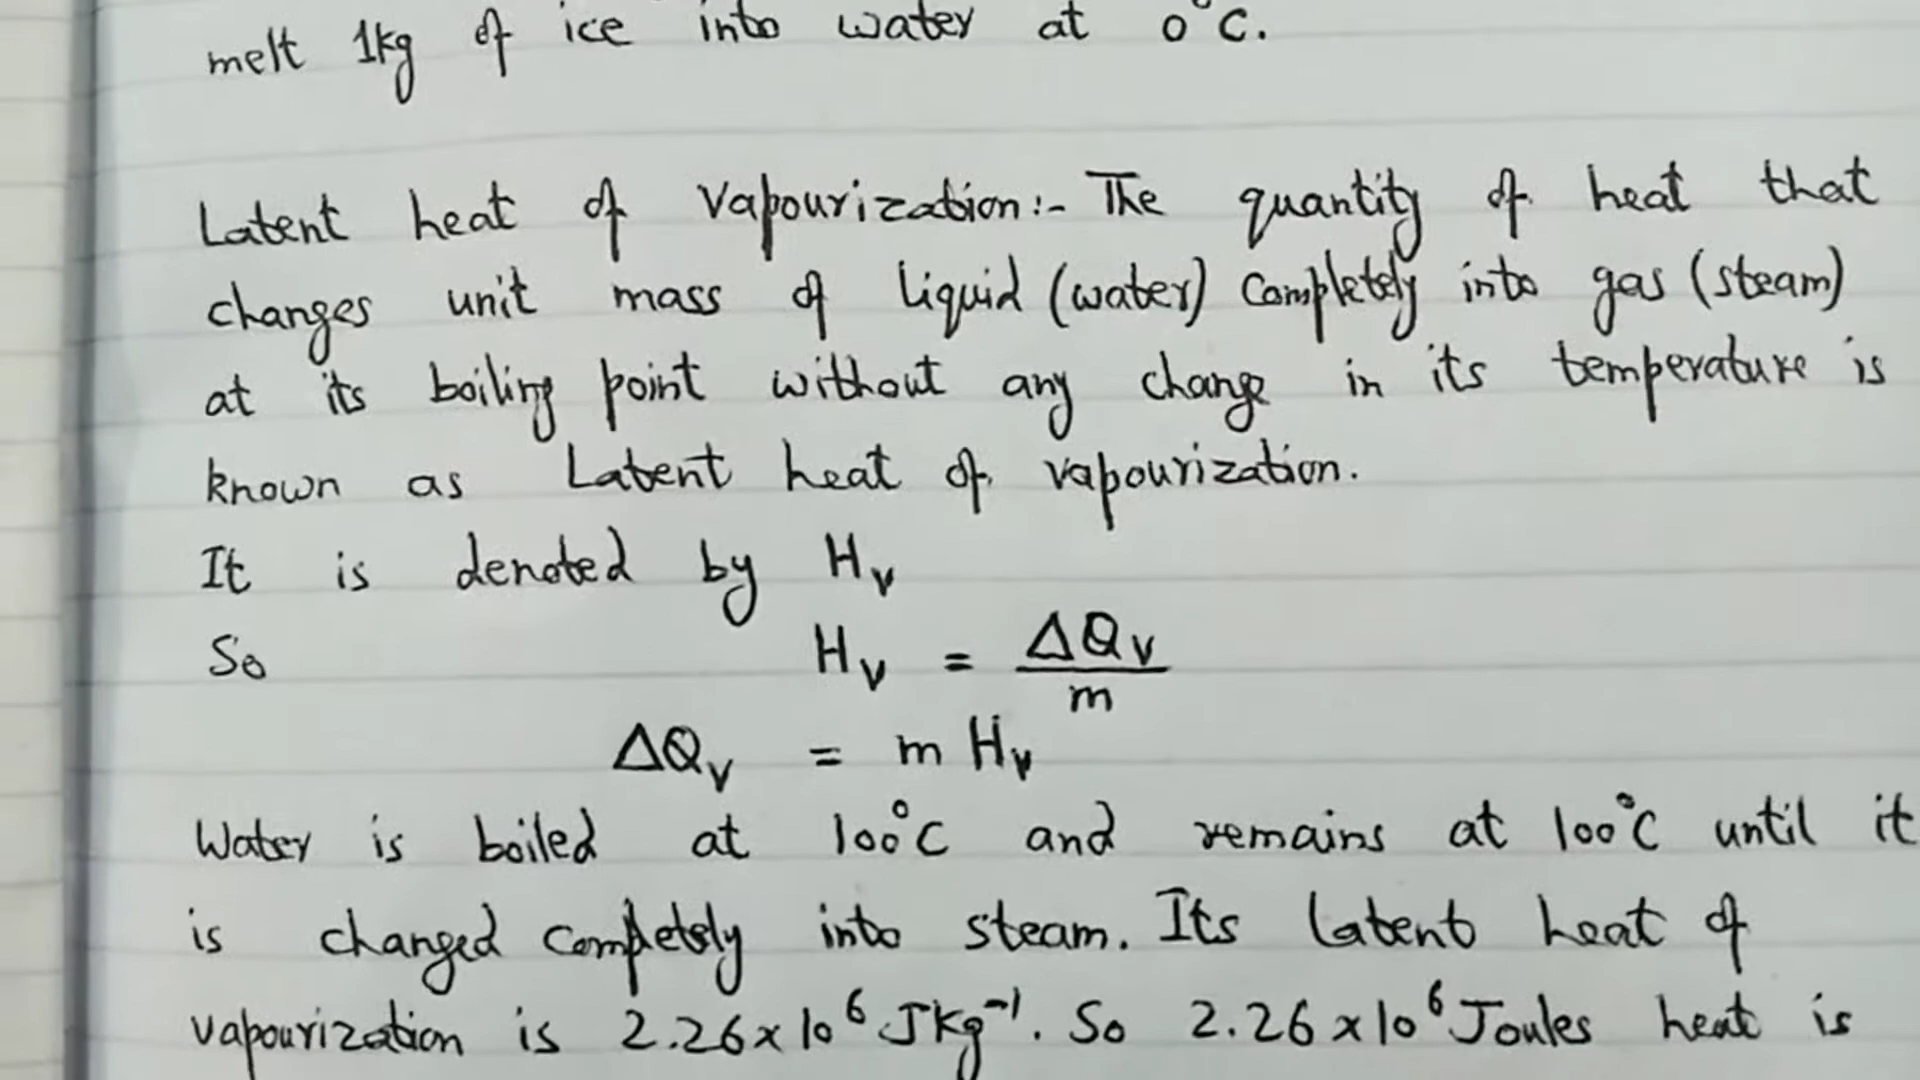 melt 1kg of ice into water at 0°C.
Latent heat of Vapourization:- The quantity of heat that
changes unit mass of liquid (water) Completely into gas (steam)
at its boiling point without any change in its temperature is
known as Latent heat of vapourization.
It is denoted by Hv
So Hv = ΔQv / m
ΔQv = m Hv
Water is boiled at 100°C and remains at 100°C until it
is changed Completely into steam. Its latent heat of
vapourization is 2.26x10⁶ JKg⁻¹. So 2.26x10⁶ Joules heat is